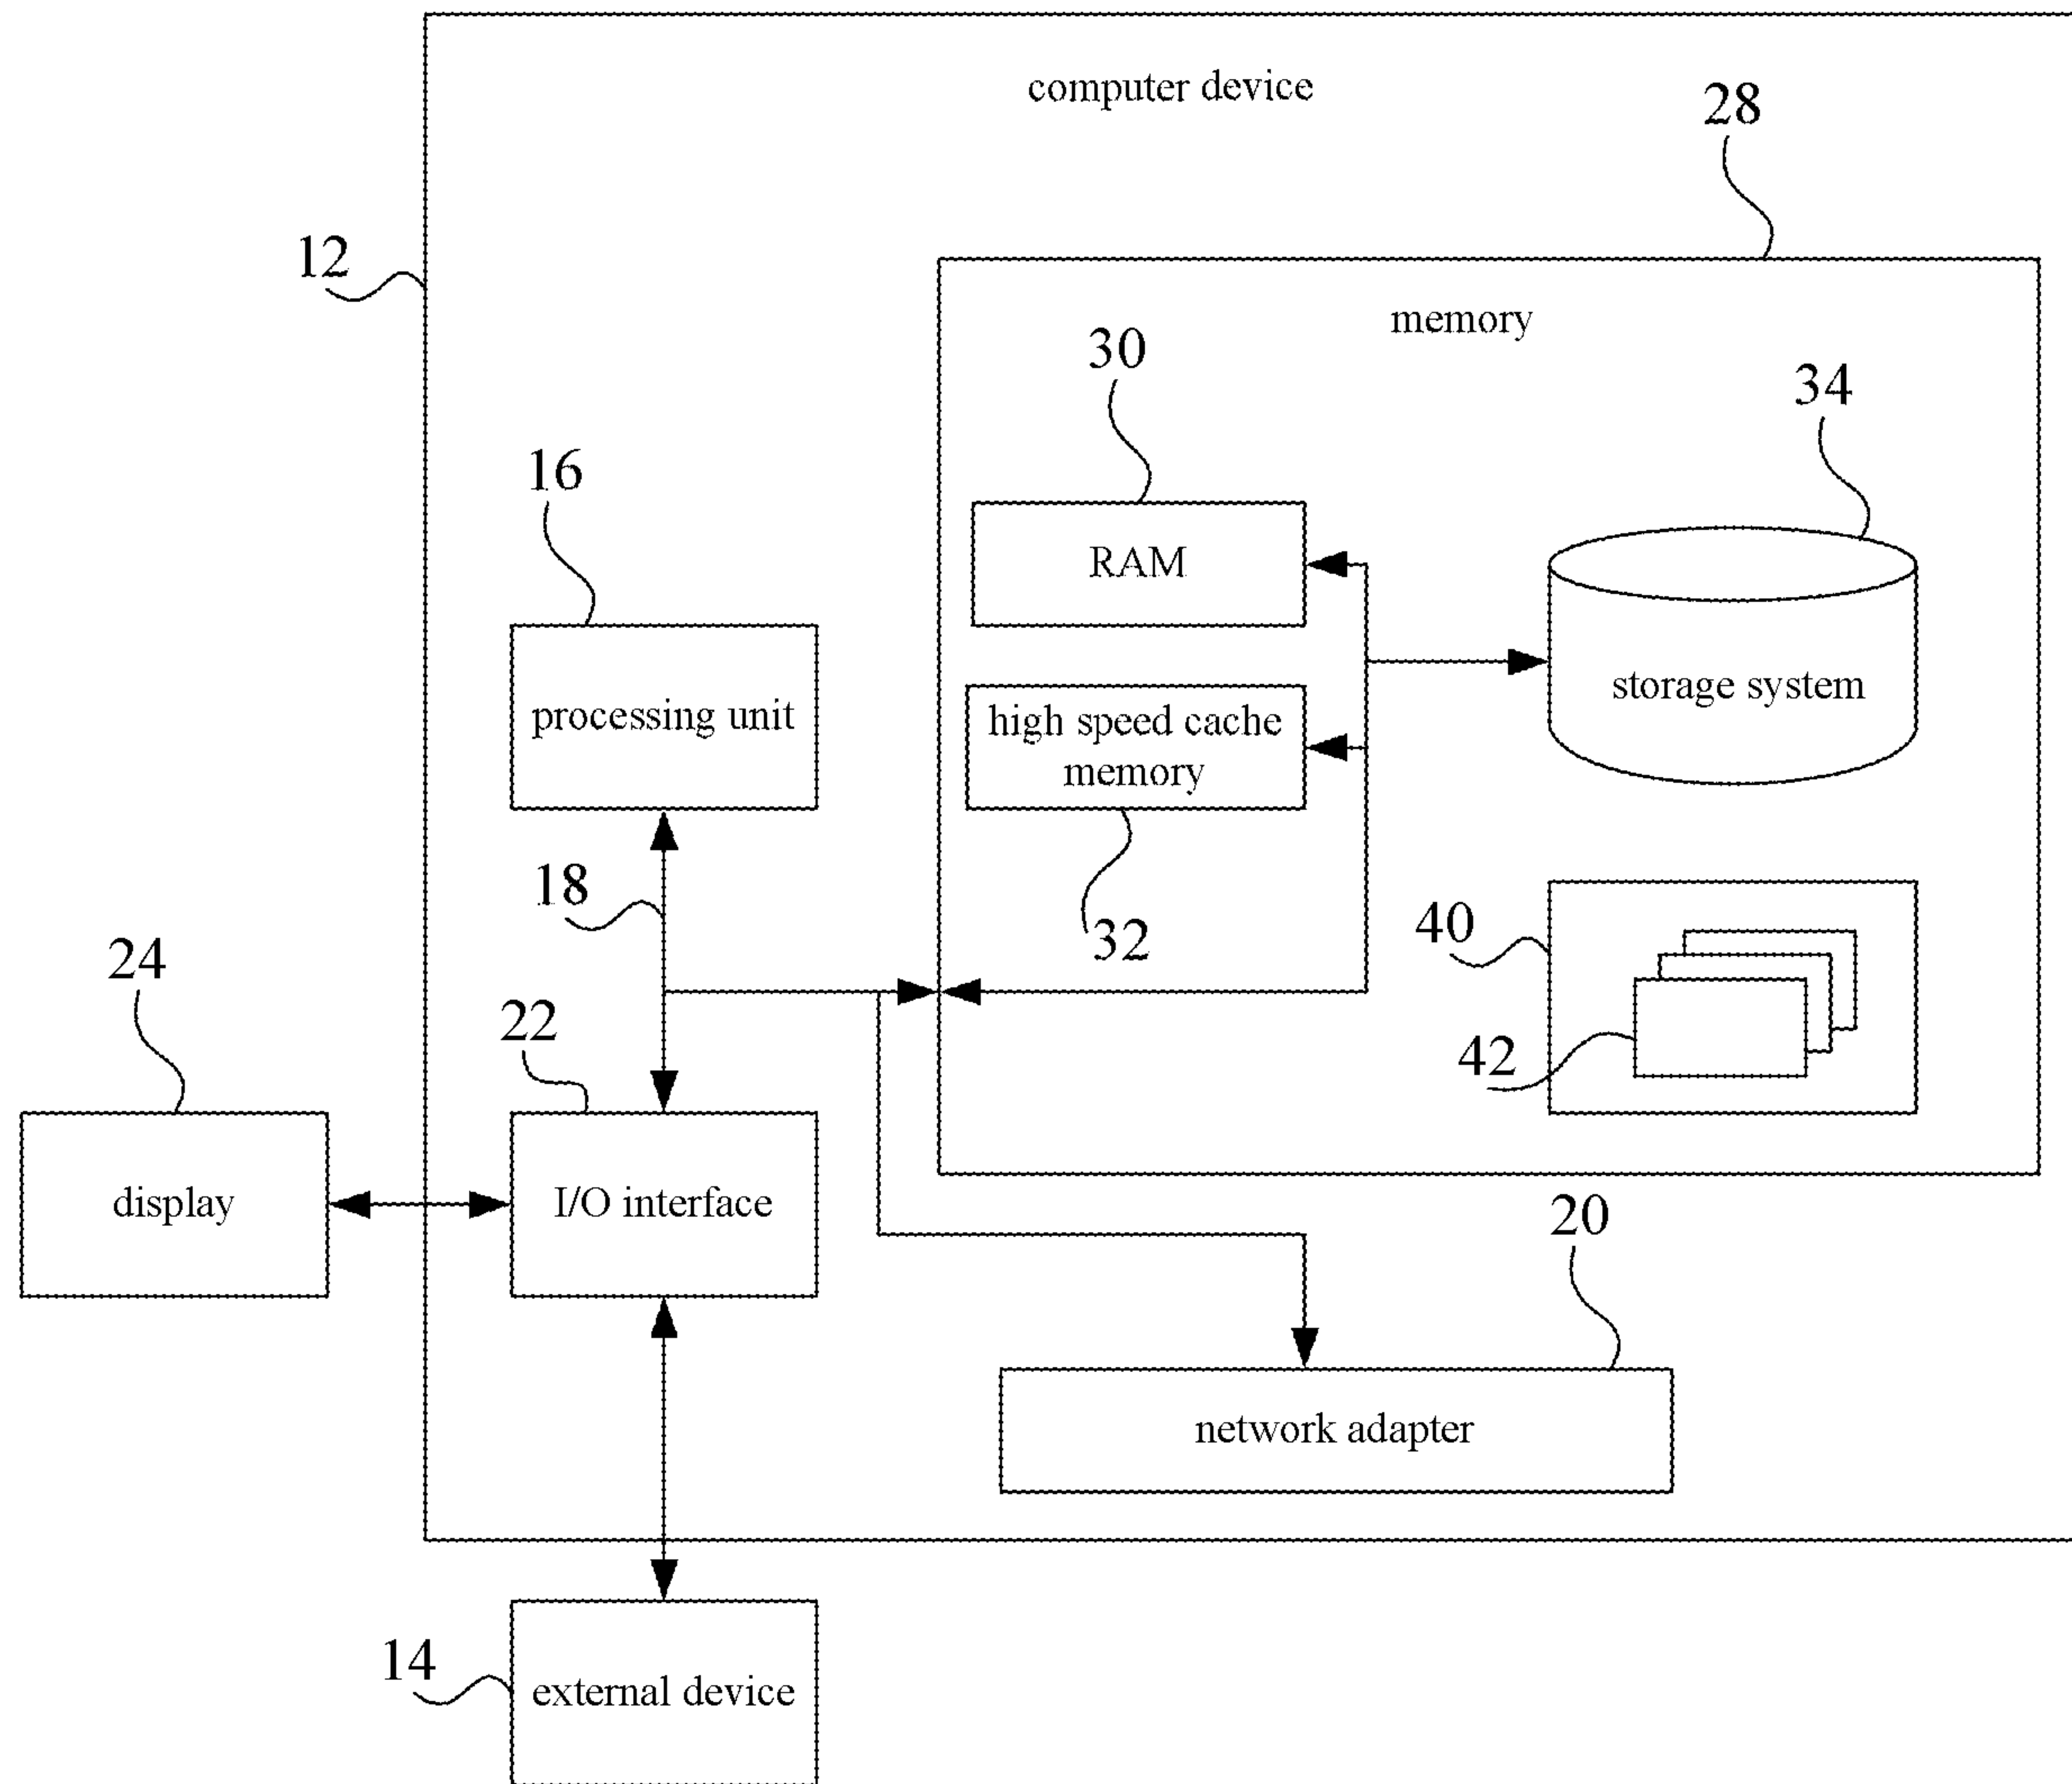 computer device
28
12
memory
30
34
16
RAM
processing unit
high speed cache
memory
storage system
18
32
40
24
22
42
display
I/O interface
20
network adapter
14
external device